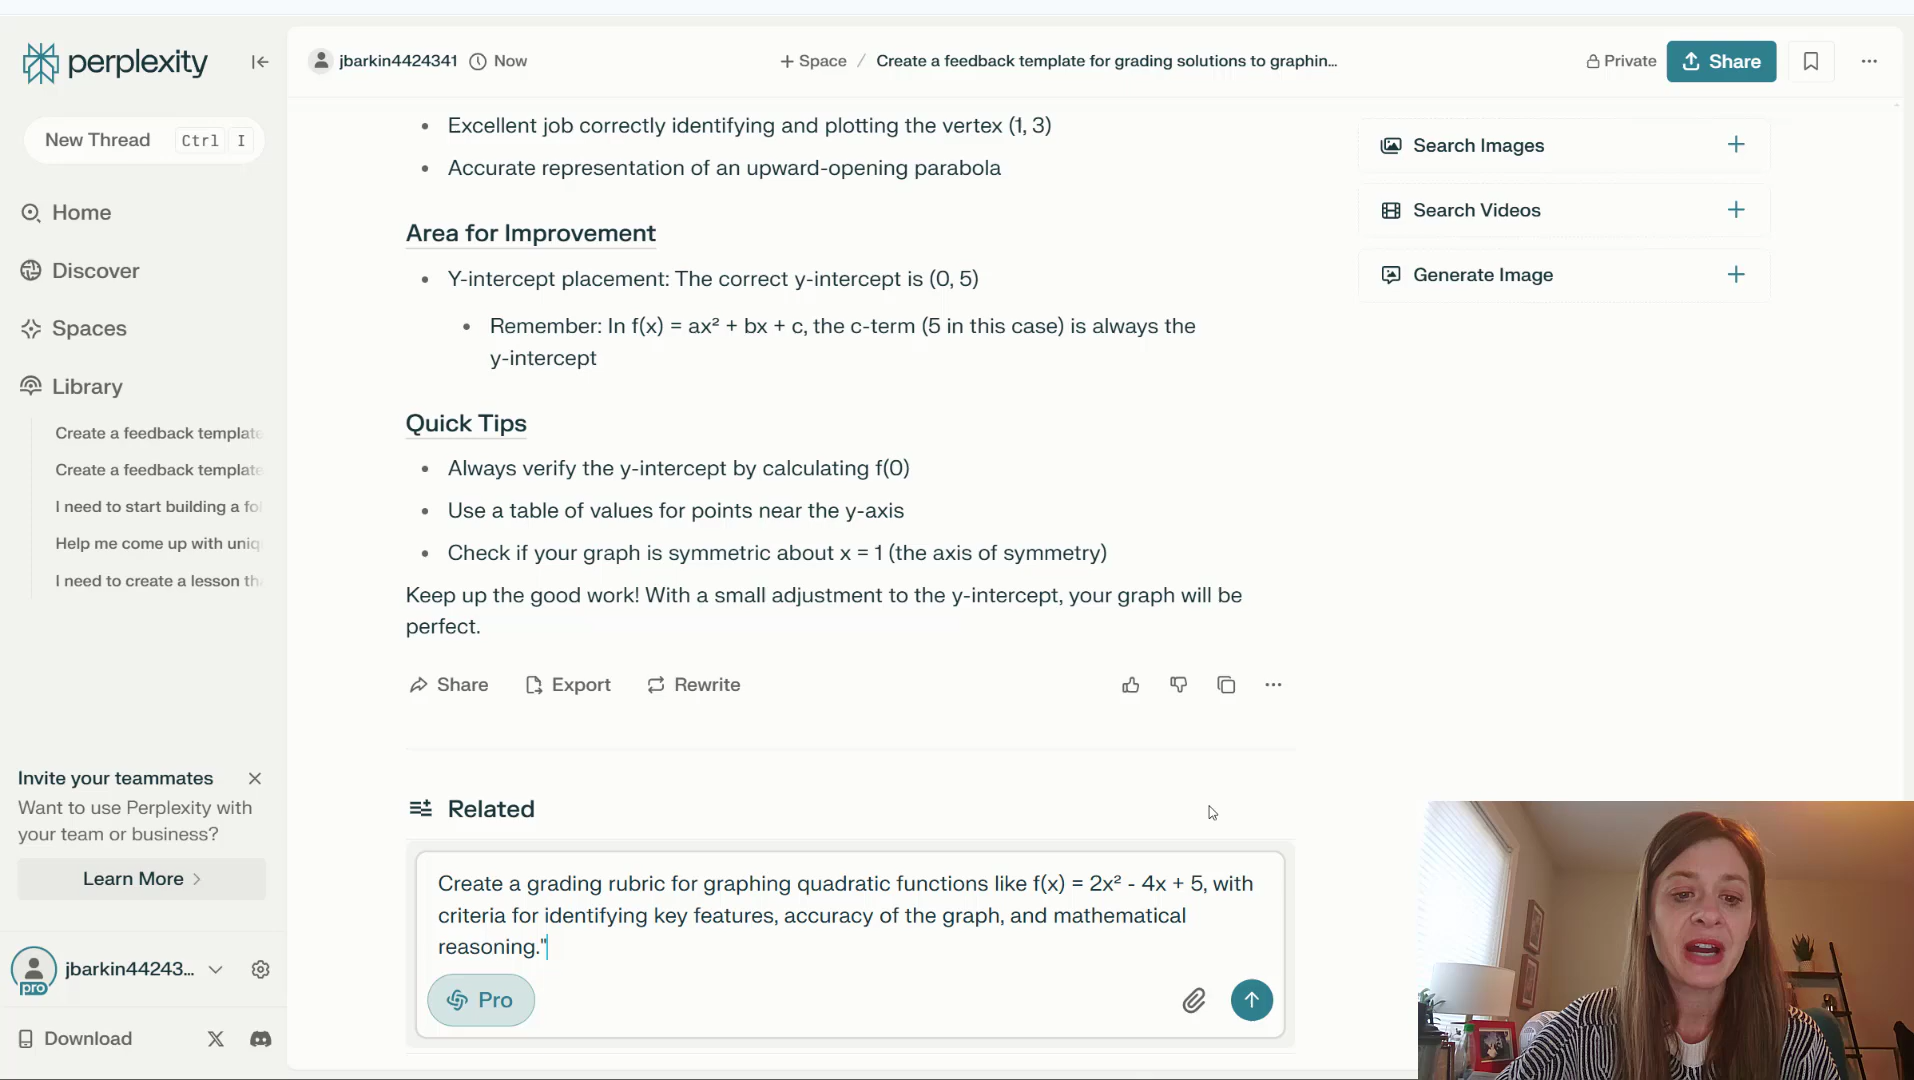 perplexity
jbarkin4424341 Now
+ Space / Create a feedback template for grading solutions to graphin...
Private
Share
New Thread Ctrl I
Home
Discover
Spaces
Library
Create a feedback template
Create a feedback template
I need to start building a fo
Help me come up with uniq
I need to create a lesson th
Invite your teammates
Want to use Perplexity with
your team or business?
Learn More
jbarkin44243...
pro
Download
Excellent job correctly identifying and plotting the vertex (1, 3)
Accurate representation of an upward-opening parabola
Area for Improvement
Y-intercept placement: The correct y-intercept is (0, 5)
Remember: In f(x) = ax² + bx + c, the c-term (5 in this case) is always the
y-intercept
Quick Tips
Always verify the y-intercept by calculating f(0)
Use a table of values for points near the y-axis
Check if your graph is symmetric about x = 1 (the axis of symmetry)
Keep up the good work! With a small adjustment to the y-intercept, your graph will be
perfect.
Share Export Rewrite
Related
Create a grading rubric for graphing quadratic functions like f(x) = 2x² - 4x + 5, with
criteria for identifying key features, accuracy of the graph, and mathematical
reasoning."
Pro
Search Images
Search Videos
Generate Image